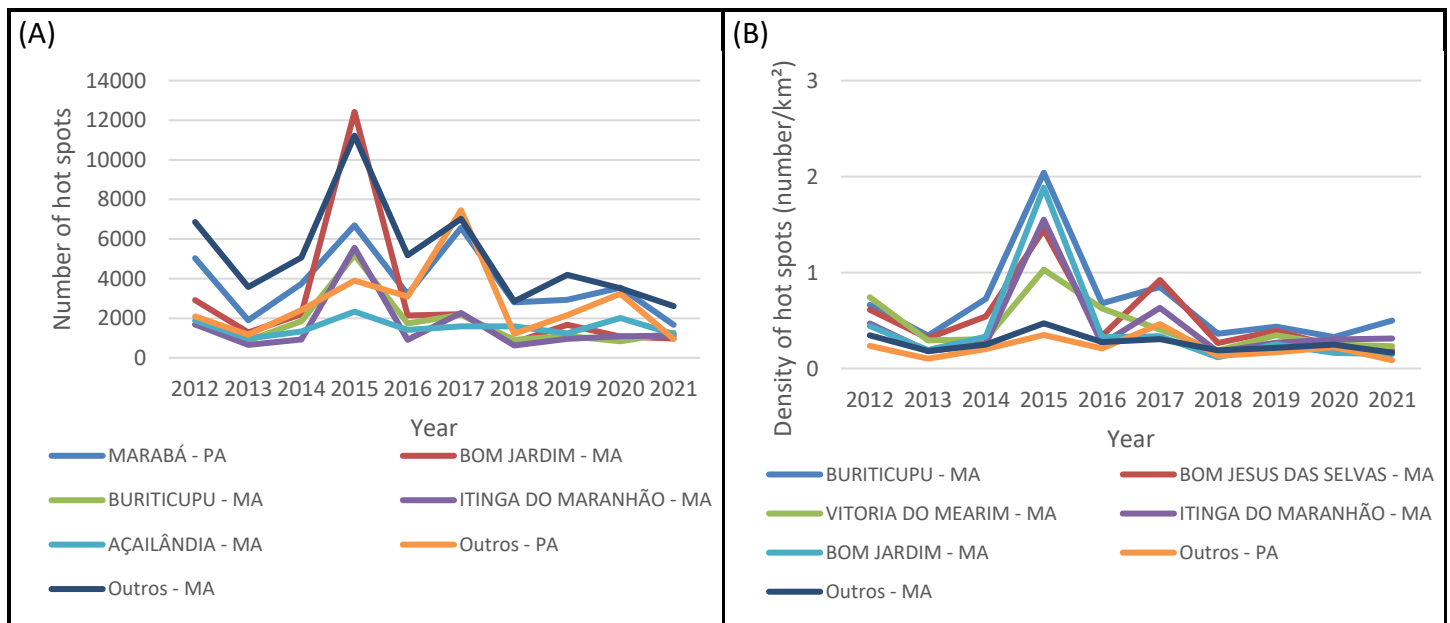 (A)
Number of hot spots
14000
12000
10000
8000
6000
4000
2000
0
2012 2013 2014 2015 2016 2017 2018 2019 2020 2021
Year
MARABÁ - PA
BOM JARDIM - MA
BURITICUPU - MA
ITINGA DO MARANHÃO - MA
AÇAILÂNDIA - MA
Outros - PA
Outros - MA
(B)
Density of hot spots (number/km²)
3
2
1
0
2012 2013 2014 2015 2016 2017 2018 2019 2020 2021
Year
BURITICUPU - MA
BOM JESUS DAS SELVAS - MA
VITORIA DO MEARIM - MA
ITINGA DO MARANHÃO - MA
BOM JARDIM - MA
Outros - PA
Outros - MA